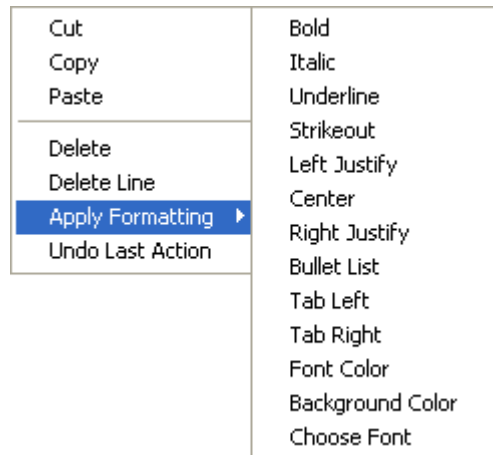 Cut
Copy
Paste
Delete
Delete Line
Apply Formatting
Undo Last Action
Bold
Italic
Underline
Strikeout
Left Justify
Center
Right Justify
Bullet List
Tab Left
Tab Right
Font Color
Background Color
Choose Font